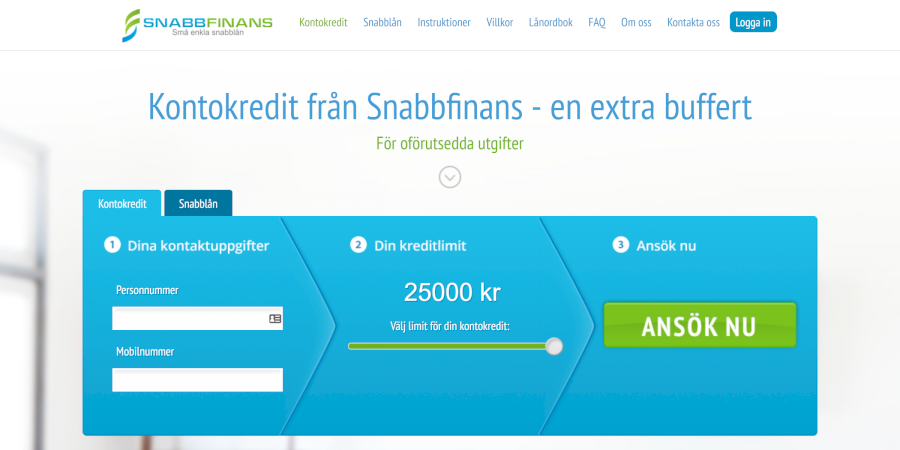 SNABBFINANS
Små enkla snabblån
Kontokredit Snabblån Instruktioner Villkor Lånordbok FAQ Om oss Kontakta oss Logga in
Kontokredit från Snabbfinans - en extra buffert
För oförutsedda utgifter
Kontokredit Snabblån
1 Dina kontaktuppgifter
Personnummer
Mobilnummer
2 Din kreditlimit
25000 kr
Välj limit för din kontokredit:
3 Ansök nu
ANSÖK NU